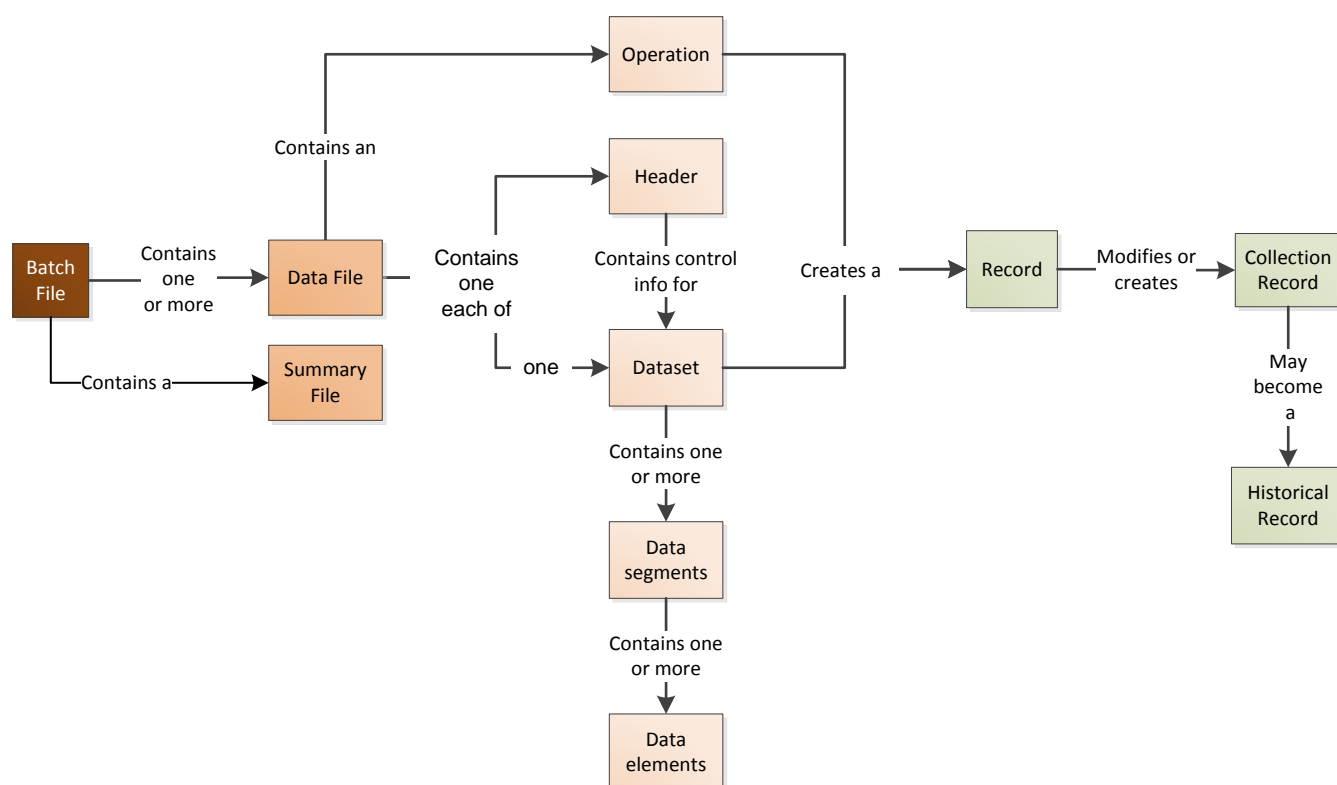 Operation
Contains an
Header
Batch
File
Contains
one
or more
Data File
Contains
one
each of
Contains control
info for
Creates a
Record
Modifies or
creates
Collection
Record
Contains a
Summary
File
one
Dataset
May
become
a
Contains one
or more
Historical
Record
Data
segments
Contains one
or more
Data
elements